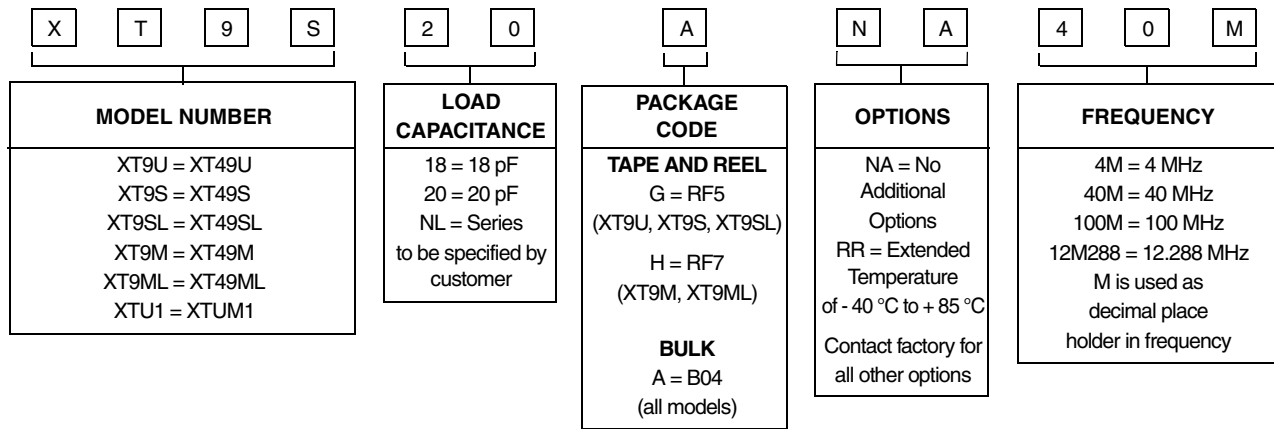 X T 9 S 2 0 A N A 4 0 M
MODEL NUMBER
XT9U = XT49U
XT9S = XT49S
XT9SL = XT49SL
XT9M = XT49M
XT9ML = XT49ML
XTU1 = XTUM1
LOAD
CAPACITANCE
18 = 18 pF
20 = 20 pF
NL = Series
to be specified by
customer
PACKAGE
CODE
TAPE AND REEL
G = RF5
(XT9U, XT9S, XT9SL)
H = RF7
(XT9M, XT9ML)
BULK
A = B04
(all models)
OPTIONS
NA = No
Additional
Options
RR = Extended
Temperature
of - 40 °C to + 85 °C
Contact factory for
all other options
FREQUENCY
4M = 4 MHz
40M = 40 MHz
100M = 100 MHz
12M288 = 12.288 MHz
M is used as
decimal place
holder in frequency